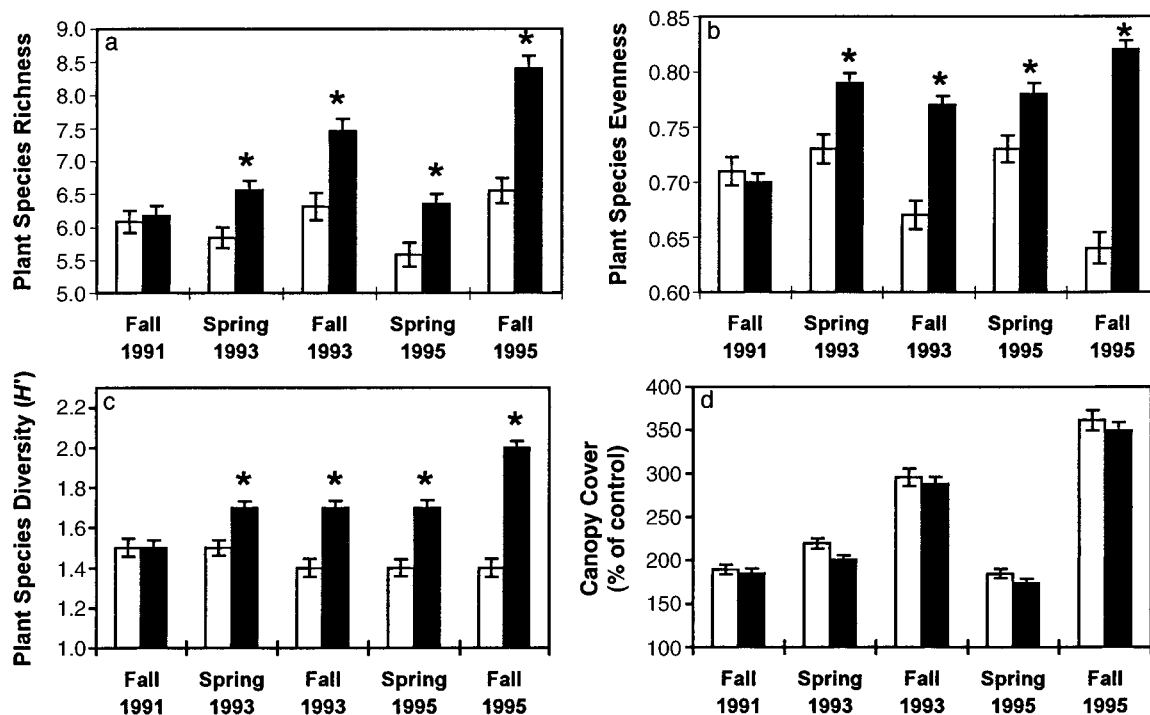 a
Plant Species Richness
9.0
8.5
8.0
7.5
7.0
6.5
6.0
5.5
5.0
*
*
*
*
Fall Spring Fall Spring Fall
1991 1993 1993 1995 1995
b
Plant Species Evenness
0.85
0.80
0.75
0.70
0.65
0.60
*
*
*
*
Fall Spring Fall Spring Fall
1991 1993 1993 1995 1995
c
Plant Species Diversity (H')
2.2
2.0
1.8
1.6
1.4
1.2
1.0
*
*
*
*
Fall Spring Fall Spring Fall
1991 1993 1993 1995 1995
d
Canopy Cover
(% of control)
400
350
300
250
200
150
100
Fall Spring Fall Spring Fall
1991 1993 1993 1995 1995